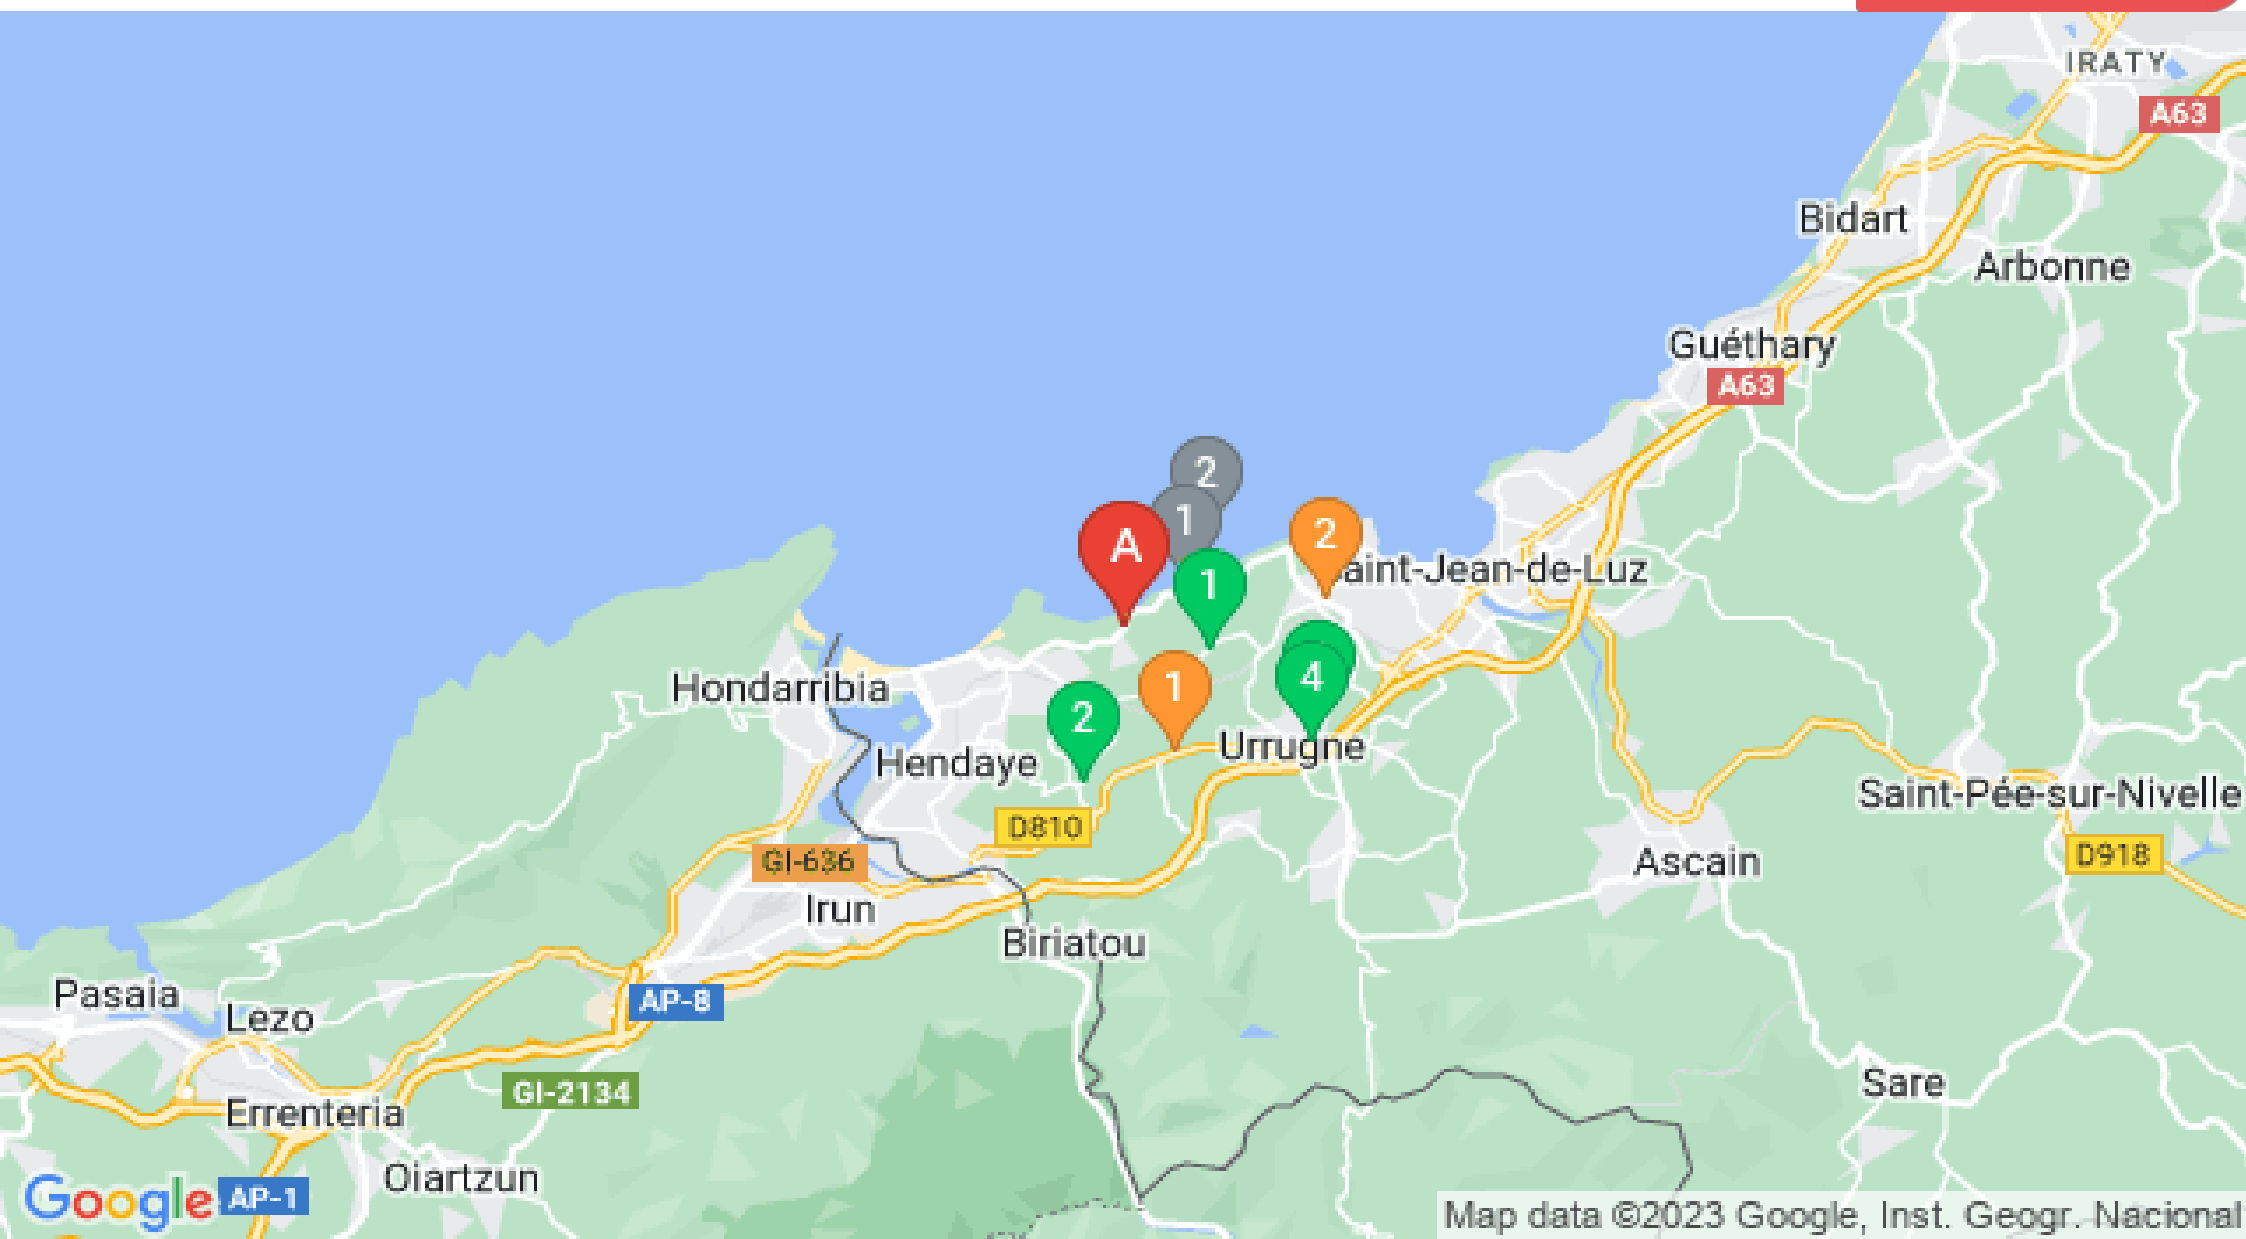 IRATY
A63
Bidart
Arbonne
Guéthary
A63
2
1
A
2
1
aint-Jean-de-Luz
4
1
2
Hondarribia
Urrugne
Hendaye
Saint-Pée-sur-Nivelle
D810
D918
GI-636
Ascain
Irun
Biriatou
Pasaia
AP-8
Lezo
Sare
GI-2134
Errenteria
Oiartzun
Google
AP-1
Map data ©2023 Google, Inst. Geogr. Nacional